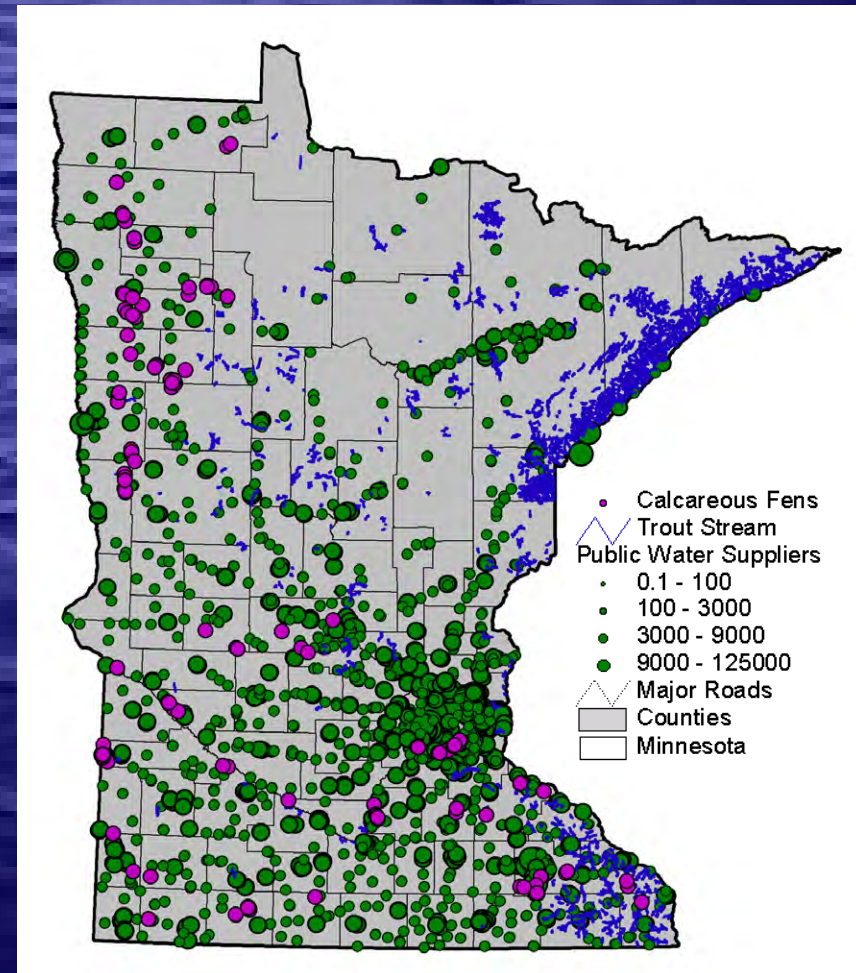 Calcareous Fens
Trout Stream
Public Water Suppliers
0.1 - 100
100 - 3000
3000 - 9000
9000 - 125000
Major Roads
Counties
Minnesota